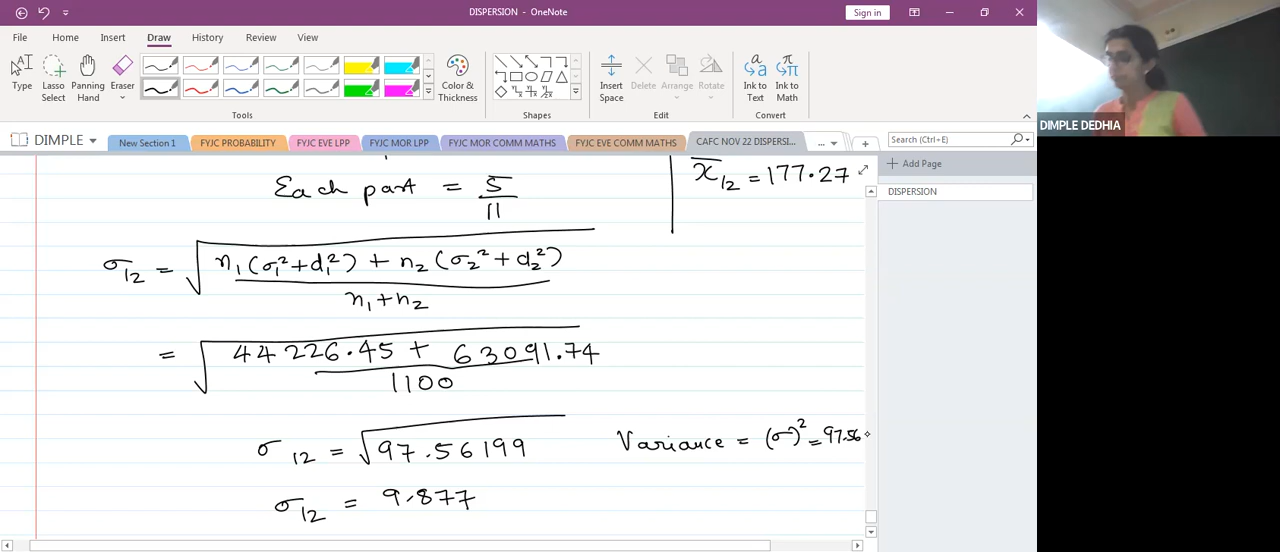 DISPERSION - OneNote
Sign in
File Home Insert Draw History Review View
Type
Lasso Select
Panning Hand
Eraser
Color & Thickness
Insert Space
Delete
Arrange
Rotate
Ink to Text
Ink to Math
Tools
Shapes
Edit
Convert
DIMPLE DEDHIA
DIMPLE
New Section 1
FYJC PROBABILITY
FYJC EVE LPP
FYJC MOR LPP
FYJC MOR COMM MATHS
FYJC EVE COMM MATHS
CAFC NOV 22 DISPERSI...
...
Search (Ctrl+E)
Add Page
DISPERSION
x̄₁₂ = 177.27
Each part = 5/11
σ₁₂ = √((n₁(σ₁²+d₁²) + n₂(σ₂²+d₂²))/(n₁+n₂))
= √((44226.45 + 63091.74)/1100)
σ₁₂ = √97.56199
Variance = (σ)² = 97.56
σ₁₂ = 9.877